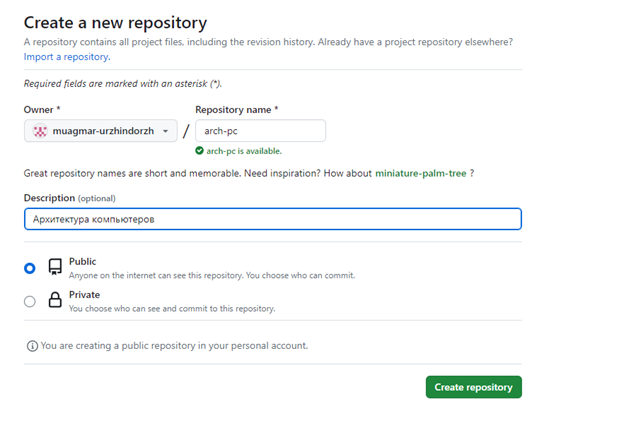 Create a new repository
A repository contains all project files, including the revision history. Already have a project repository elsewhere?
Import a repository.
Required fields are marked with an asterisk (*).
Owner * Repository name *
muagmar-urzhindorzh / arch-pc
arch-pc is available.
Great repository names are short and memorable. Need inspiration? How about miniature-palm-tree ?
Description (optional)
Архитектура компьютеров
Public
Anyone on the internet can see this repository. You choose who can commit.
Private
You choose who can see and commit to this repository.
You are creating a public repository in your personal account.
Create repository